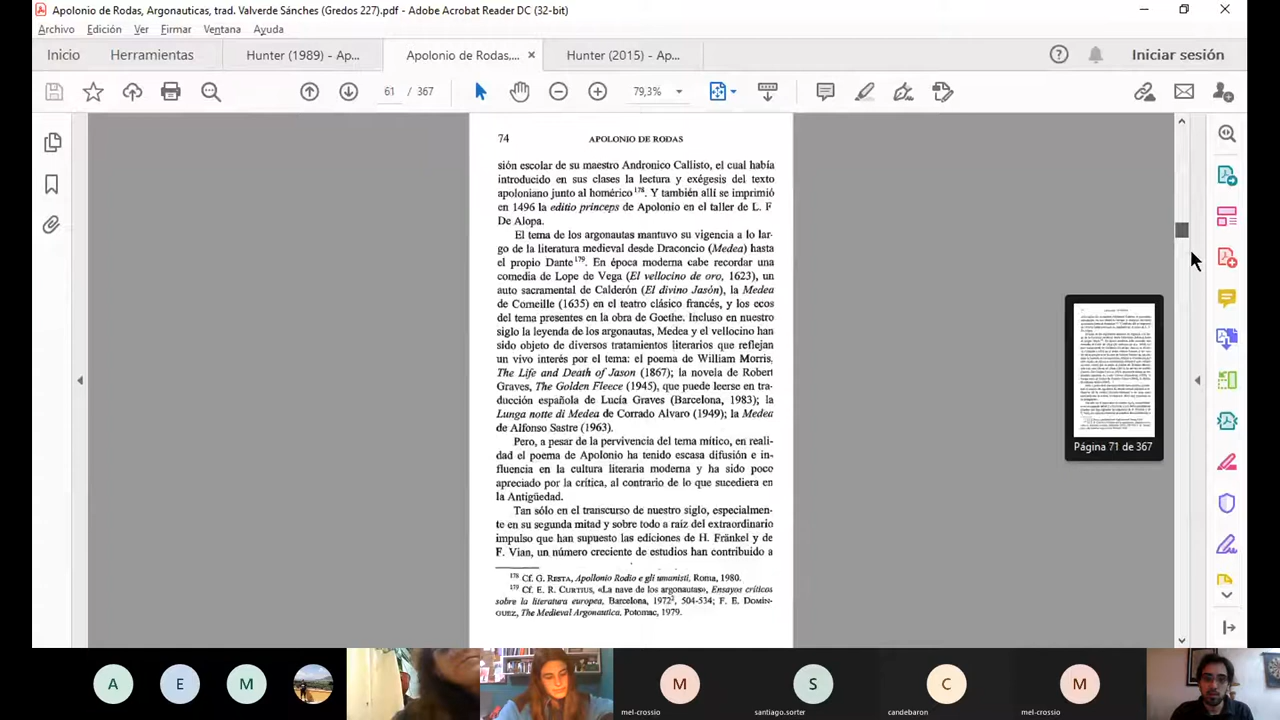 Apolonio de Rodas, Argonauticas, trad. Valverde Sánches (Gredos 227).pdf - Adobe Acrobat Reader DC (32-bit)
Archivo Edición Ver Firmar Ventana Ayuda
Inicio Herramientas Hunter (1989) - Ap... Apolonio de Rodas,... × Hunter (2015) - Ap... Iniciar sesión
61 / 367 79,3%
74 APOLONIO DE RODAS
sión escolar de su maestro Andronico Callisto, el cual había
introducido en sus clases la lectura y exégesis del texto
apoloniano junto al homérico 178. Y también allí se imprimió
en 1496 la editio princeps de Apolonio en el taller de L. F
De Alopa.
El tema de los argonautas mantuvo su vigencia a lo lar-
go de la literatura medieval desde Draconcio (Medea) hasta
el propio Dante 179. En época moderna cabe recordar una
comedia de Lope de Vega (El vellocino de oro, 1623), un
auto sacramental de Calderón (El divino Jasón), la Medea
de Corneille (1635) en el teatro clásico francés, y los ecos
del tema presentes en la obra de Goethe. Incluso en nuestro
siglo la leyenda de los argonautas, Medea y el vellocino han
sido objeto de diversos tratamientos literarios que reflejan
un vivo interés por el tema: el poema de William Morris,
The Life and Death of Jason (1867); la novela de Robert
Graves, The Golden Fleece (1945), que puede leerse en tra-
ducción española de Lucía Graves (Barcelona, 1983); la
Lunga notte di Medea de Corrado Alvaro (1949); la Medea
de Alfonso Sastre (1963).
Pero, a pesar de la pervivencia del tema mítico, en reali-
dad el poema de Apolonio ha tenido escasa difusión e in-
fluencia en la cultura literaria moderna y ha sido poco
apreciado por la crítica, al contrario de lo que sucediera en
la Antigüedad.
Tan sólo en el transcurso de nuestro siglo, especialmen-
te en su segunda mitad y sobre todo a raíz del extraordinario
impulso que han supuesto las ediciones de H. Fränkel y de
F. Vian, un número creciente de estudios han contribuido a
178 Cf. G. RESTA, Apollonio Rodio e gli umanisti, Roma, 1980.
179 Cf. E. R. CURTIUS, «La nave de los argonautas», Ensayos críticos
sobre la literatura europea, Barcelona, 1972², 504-534; F. E. DOMÍN-
GUEZ, The Medieval Argonautica, Potomac, 1979.
Página 71 de 367
A E M M S C M
mel-crossio santiago.sorter candebaron mel-crossio